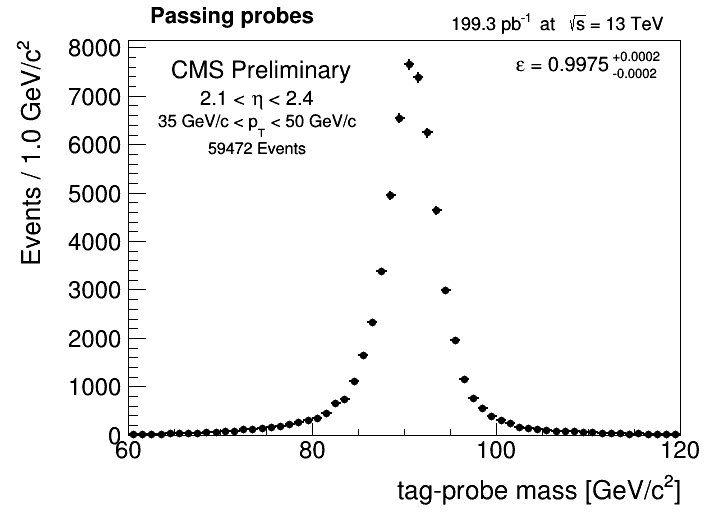 Passing probes
199.3 pb⁻¹ at √s = 13 TeV
Events / 1.0 GeV/c²
8000
7000
6000
5000
4000
3000
2000
1000
0
CMS Preliminary
2.1 < η < 2.4
35 GeV/c < p_T < 50 GeV/c
59472 Events
ε = 0.9975 +0.0002 -0.0002
60 80 100 120
tag-probe mass [GeV/c²]